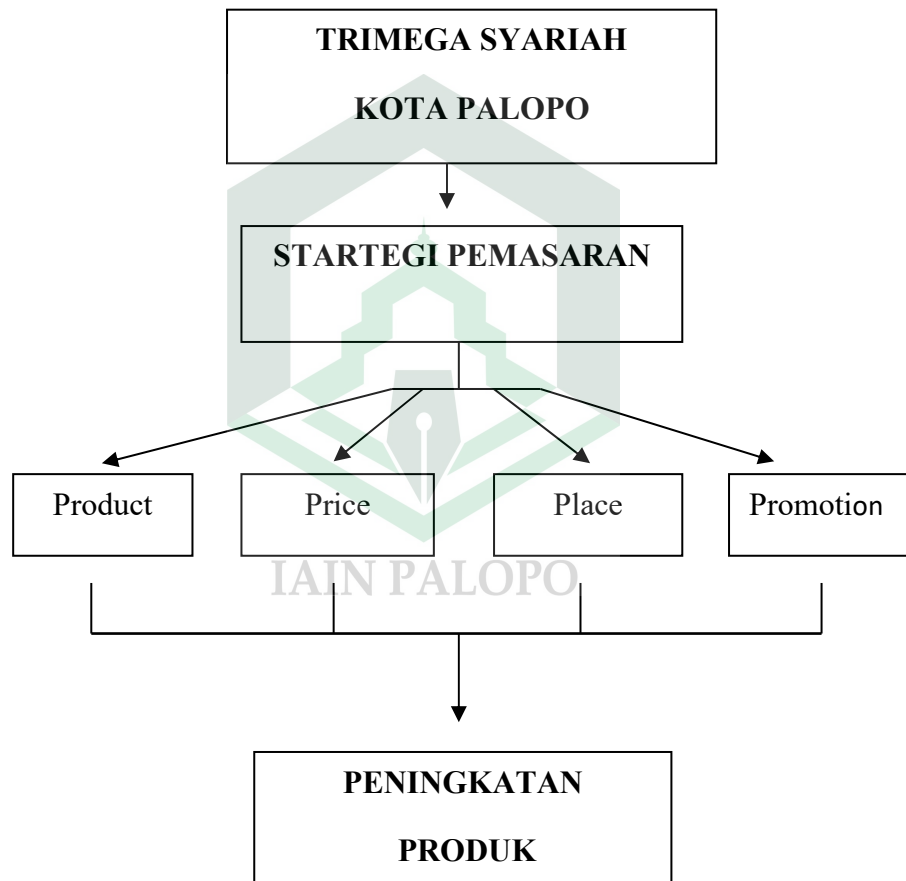 TRIMEGA SYARIAH
KOTA PALOPO
STARTEGI PEMASARAN
Product
Price
Place
Promotion
IAIN PALOPO
PENINGKATAN
PRODUK